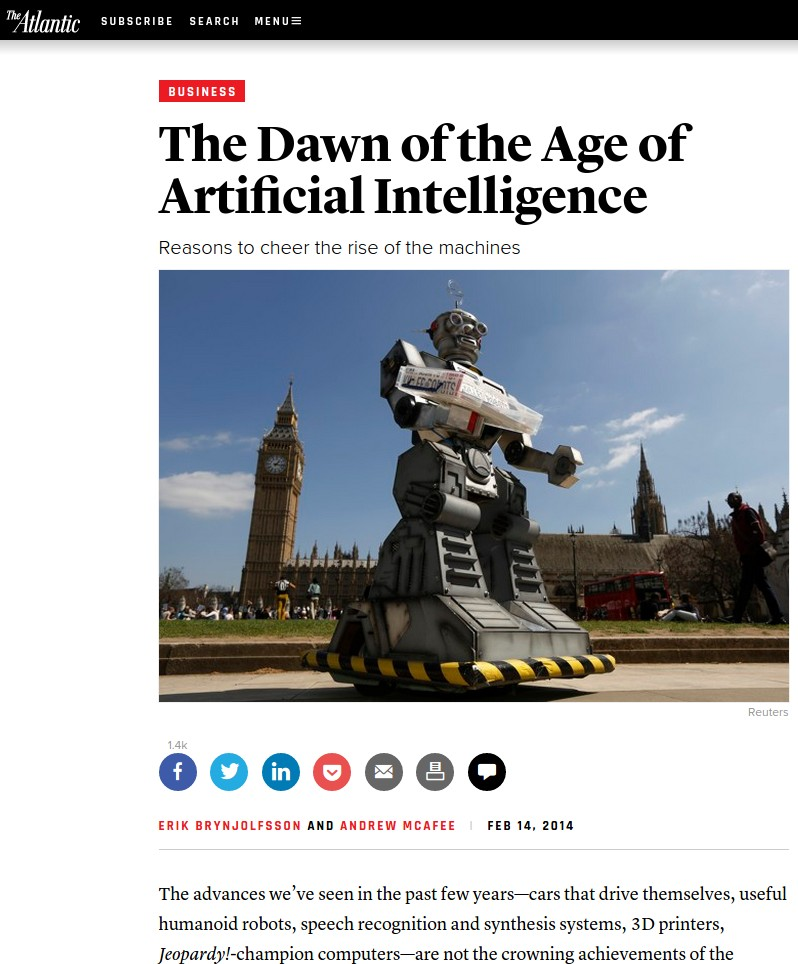 The Atlantic SUBSCRIBE SEARCH MENU
BUSINESS
The Dawn of the Age of
Artificial Intelligence
Reasons to cheer the rise of the machines
Reuters
1.4k
ERIK BRYNJOLFSSON AND ANDREW MCAFEE | FEB 14, 2014
The advances we’ve seen in the past few years—cars that drive themselves, useful
humanoid robots, speech recognition and synthesis systems, 3D printers,
Jeopardy!-champion computers—are not the crowning achievements of the